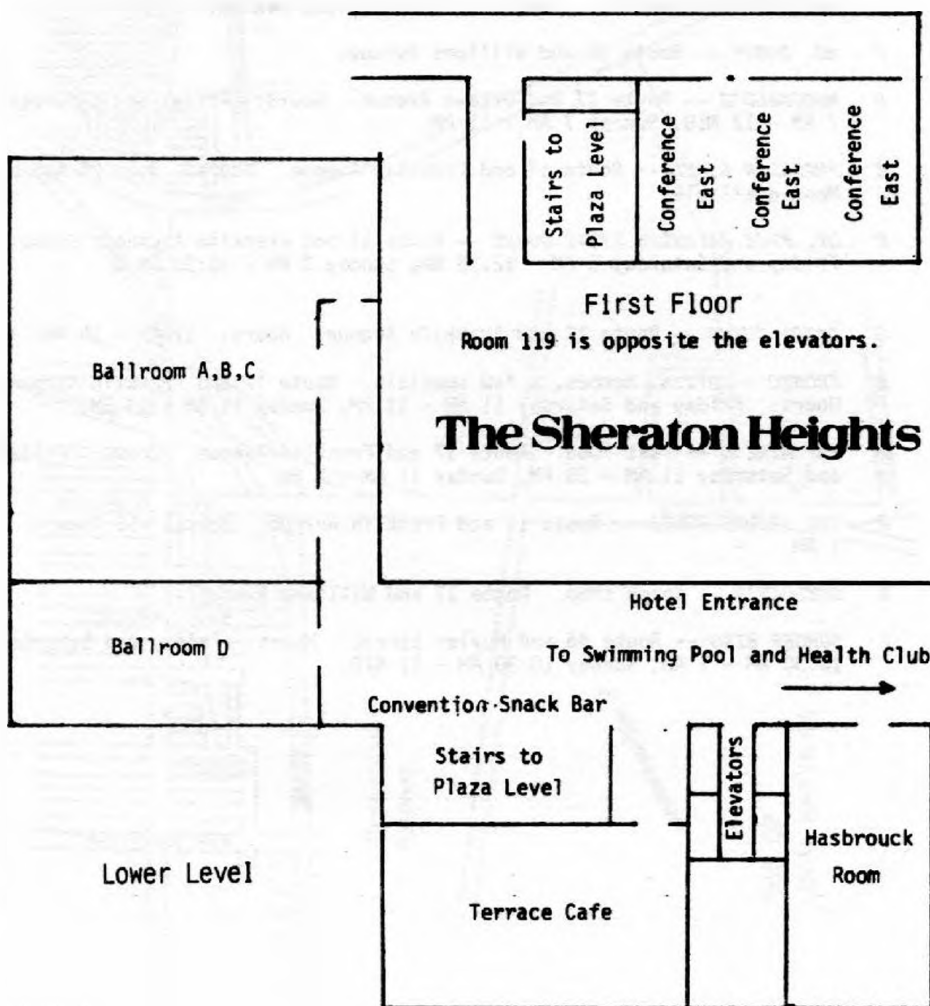 Stairs to
Plaza Level
Conference
East
Conference
East
Conference
East
First Floor
Room 119 is opposite the elevators.
Ballroom A,B,C
The Sheraton Heights
Hotel Entrance
Ballroom D
To Swimming Pool and Health Club
Convention Snack Bar
Stairs to
Plaza Level
Elevators
Hasbrouck
Room
Lower Level
Terrace Cafe